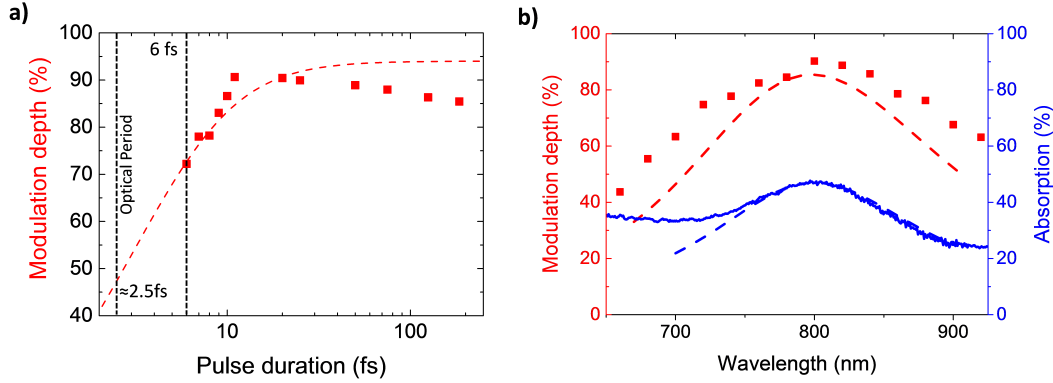 a)
100
90
80
70
60
50
40
Modulation depth (%)
6 fs
Optical Period
≈2.5fs
10
100
Pulse duration (fs)
b)
100
80
60
40
20
0
Modulation depth (%)
700
800
900
Wavelength (nm)
100
80
60
40
20
0
Absorption (%)